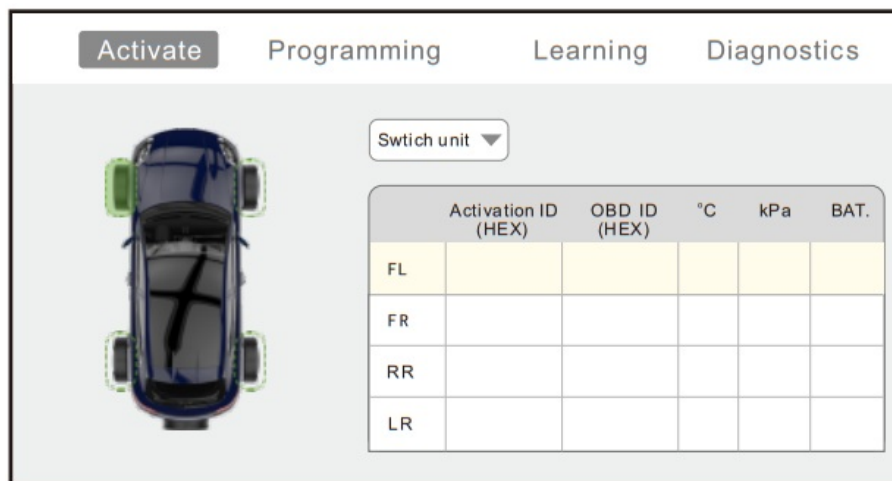 Activate Programming Learning Diagnostics
Swtich unit
Activation ID (HEX) OBD ID (HEX) °C kPa BAT.
FL
FR
RR
LR